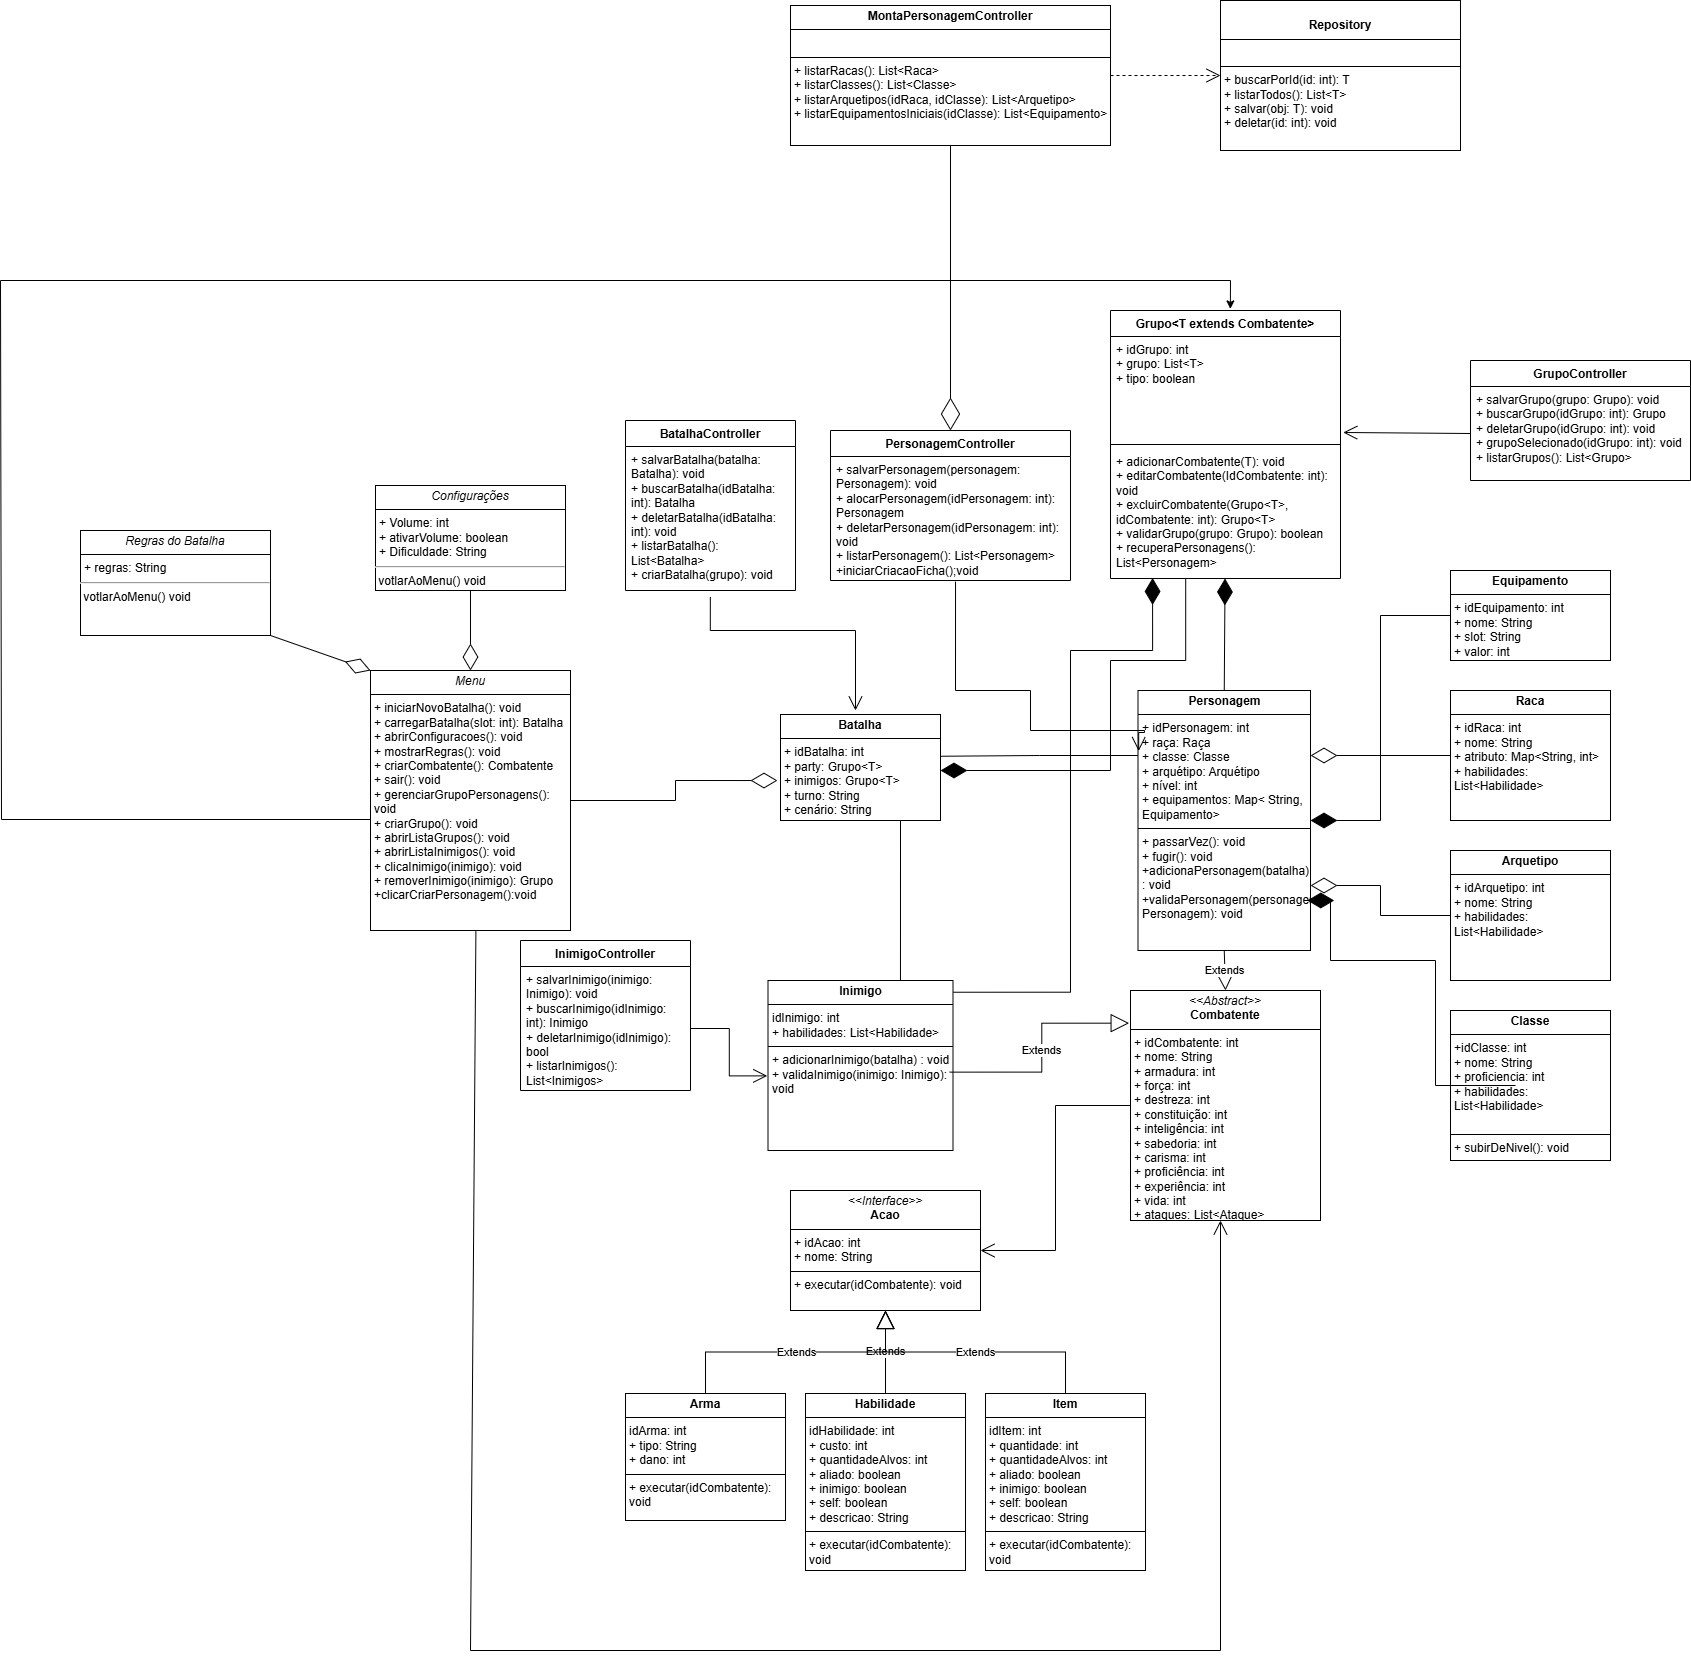 MontaPersonagemController
+ listarRacas(): List<Raca>
+ listarClasses(): List<Classe>
+ listarArquetipos(idRaca, idClasse): List<Arquetipo>
+ listarEquipamentosIniciais(idClasse): List<Equipamento>
Repository
+ buscarPorId(id: int): T
+ listarTodos(): List<T>
+ salvar(obj: T): void
+ deletar(id: int): void
Grupo<T extends Combatente>
+ idGrupo: int
+ grupo: List<T>
+ tipo: boolean
+ adicionarCombatente(T): void
+ editarCombatente(IdCombatente: int):
void
+ excluirCombatente(Grupo<T>,
idCombatente: int): Grupo<T>
+ validarGrupo(grupo: Grupo): boolean
+ recuperaPersonagens():
List<Personagem>
GrupoController
+ salvarGrupo(grupo: Grupo): void
+ buscarGrupo(idGrupo: int): Grupo
+ deletarGrupo(idGrupo: int): void
+ grupoSelecionado(idGrupo: int): void
+ listarGrupos(): List<Grupo>
BatalhaController
+ salvarBatalha(batalha:
Batalha): void
+ buscarBatalha(idBatalha:
int): Batalha
+ deletarBatalha(idBatalha:
int): void
+ listarBatalha():
List<Batalha>
+ criarBatalha(grupo): void
PersonagemController
+ salvarPersonagem(personagem:
Personagem): void
+ alocarPersonagem(idPersonagem: int):
Personagem
+ deletarPersonagem(idPersonagem: int):
void
+ listarPersonagem(): List<Personagem>
+iniciarCriacaoFicha();void
Configurações
+ Volume: int
+ ativarVolume: boolean
+ Dificuldade: String
votlarAoMenu() void
Regras do Batalha
+ regras: String
votlarAoMenu() void
Menu
+ iniciarNovoBatalha(): void
+ carregarBatalha(slot: int): Batalha
+ abrirConfiguracoes(): void
+ mostrarRegras(): void
+ criarCombatente(): Combatente
+ sair(): void
+ gerenciarGrupoPersonagens():
void
+ criarGrupo(): void
+ abrirListaGrupos(): void
+ abrirListaInimigos(): void
+ clicaInimigo(inimigo): void
+ removerInimigo(inimigo): Grupo
+clicarCriarPersonagem():void
Batalha
+ idBatalha: int
+ party: Grupo<T>
+ inimigos: Grupo<T>
+ turno: String
+ cenário: String
Personagem
+ idPersonagem: int
+ raça: Raça
+ classe: Classe
+ arquétipo: Arquétipo
+ nível: int
+ equipamentos: Map< String,
Equipamento>
+ passarVez(): void
+ fugir(): void
+adicionaPersonagem(batalha)
: void
+validaPersonagem(personage
Personagem): void
Equipamento
+ idEquipamento: int
+ nome: String
+ slot: String
+ valor: int
Raca
+ idRaca: int
+ nome: String
+ atributo: Map<String, int>
+ habilidades:
List<Habilidade>
Arquetipo
+ idArquetipo: int
+ nome: String
+ habilidades:
List<Habilidade>
Classe
+idClasse: int
+ nome: String
+ proficiencia: int
+ habilidades:
List<Habilidade>
+ subirDeNivel(): void
InimigoController
+ salvarInimigo(inimigo:
Inimigo): void
+ buscarInimigo(idInimigo:
int): Inimigo
+ deletarInimigo(idInimigo):
bool
+ listarInimigos():
List<Inimigos>
Inimigo
idInimigo: int
+ habilidades: List<Habilidade>
+ adicionarInimigo(batalha) : void
+ validaInimigo(inimigo: Inimigo):
void
Extends
Extends
<<Abstract>>
Combatente
+ idCombatente: int
+ nome: String
+ armadura: int
+ força: int
+ destreza: int
+ constituição: int
+ inteligência: int
+ sabedoria: int
+ carisma: int
+ proficiência: int
+ experiência: int
+ vida: int
+ ataques: List<Ataque>
<<Interface>>
Acao
+ idAcao: int
+ nome: String
+ executar(idCombatente): void
Extends
Extends
Extends
Arma
idArma: int
+ tipo: String
+ dano: int
+ executar(idCombatente):
void
Habilidade
idHabilidade: int
+ custo: int
+ quantidadeAlvos: int
+ aliado: boolean
+ inimigo: boolean
+ self: boolean
+ descricao: String
+ executar(idCombatente):
void
Item
idItem: int
+ quantidade: int
+ quantidadeAlvos: int
+ aliado: boolean
+ inimigo: boolean
+ self: boolean
+ descricao: String
+ executar(idCombatente):
void